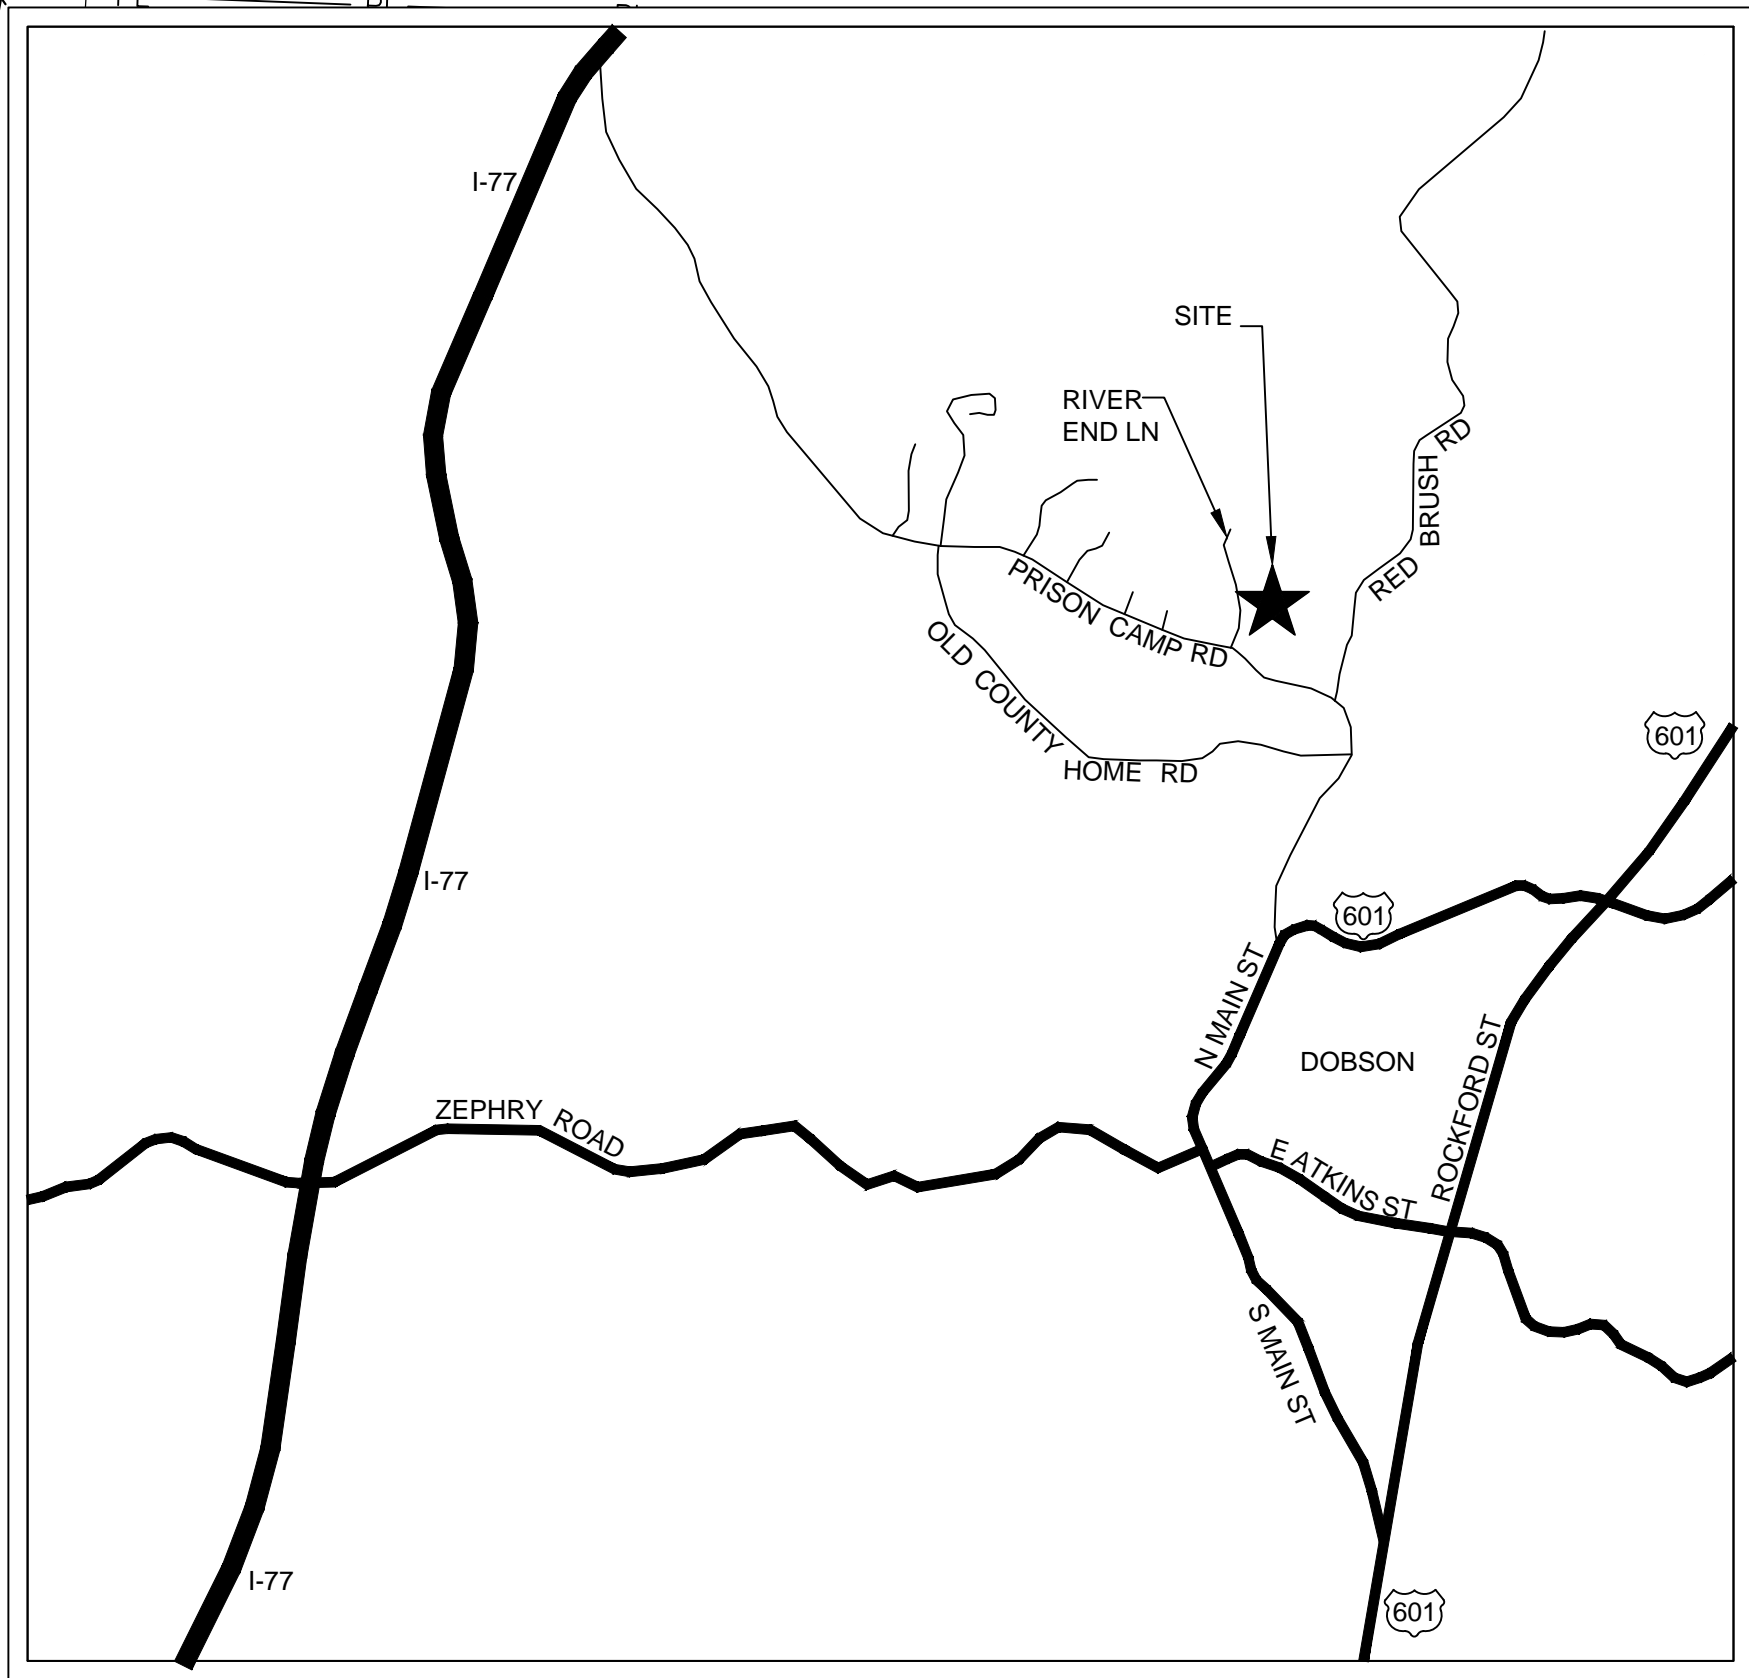 I-77
SITE
RIVER
END LN
RED BRUSH RD
PRISON CAMP RD
OLD COUNTY HOME RD
601
I-77
601
N MAIN ST
DOBSON
ROCKFORD ST
ZEPHRY ROAD
E ATKINS ST
S MAIN ST
I-77
601